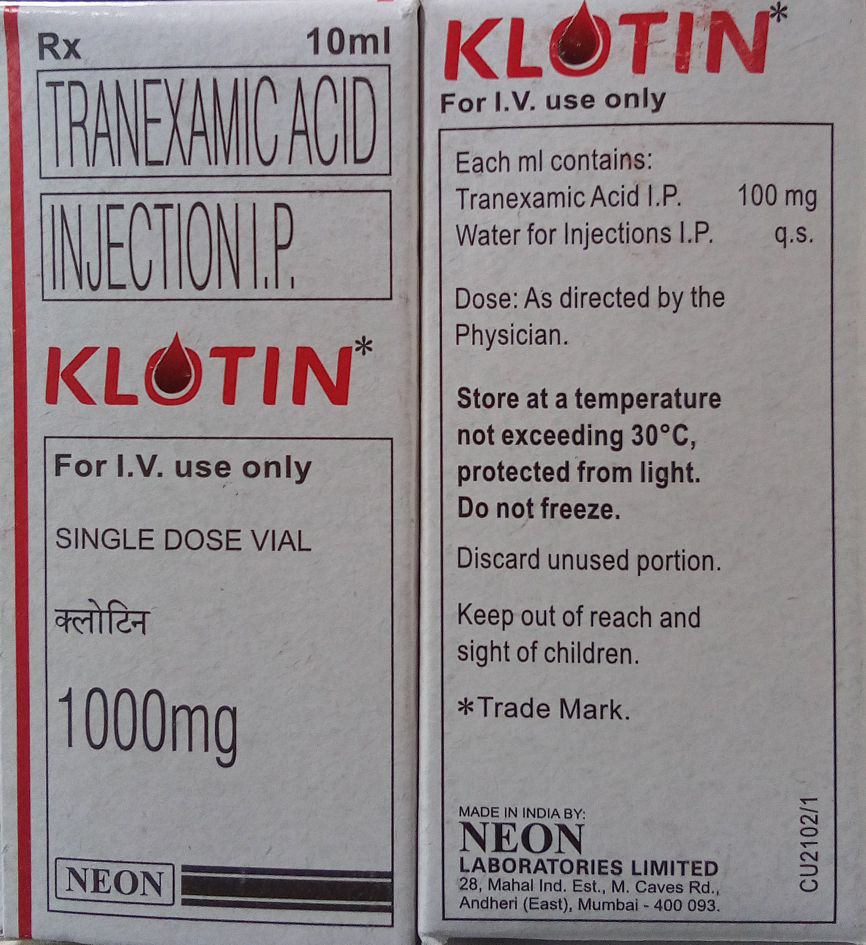 Rx 10ml
TRANEXAMIC ACID
INJECTION I.P.
KLOTIN*
For I.V. use only
SINGLE DOSE VIAL
क्लोटिन
1000mg
NEON
KLOTIN*
For I.V. use only
Each ml contains:
Tranexamic Acid I.P. 100 mg
Water for Injections I.P. q.s.
Dose: As directed by the
Physician.
Store at a temperature
not exceeding 30°C,
protected from light.
Do not freeze.
Discard unused portion.
Keep out of reach and
sight of children.
*Trade Mark.
MADE IN INDIA BY:
NEON
LABORATORIES LIMITED
28, Mahal Ind. Est., M. Caves Rd.,
Andheri (East), Mumbai - 400 093.
CU2102/1